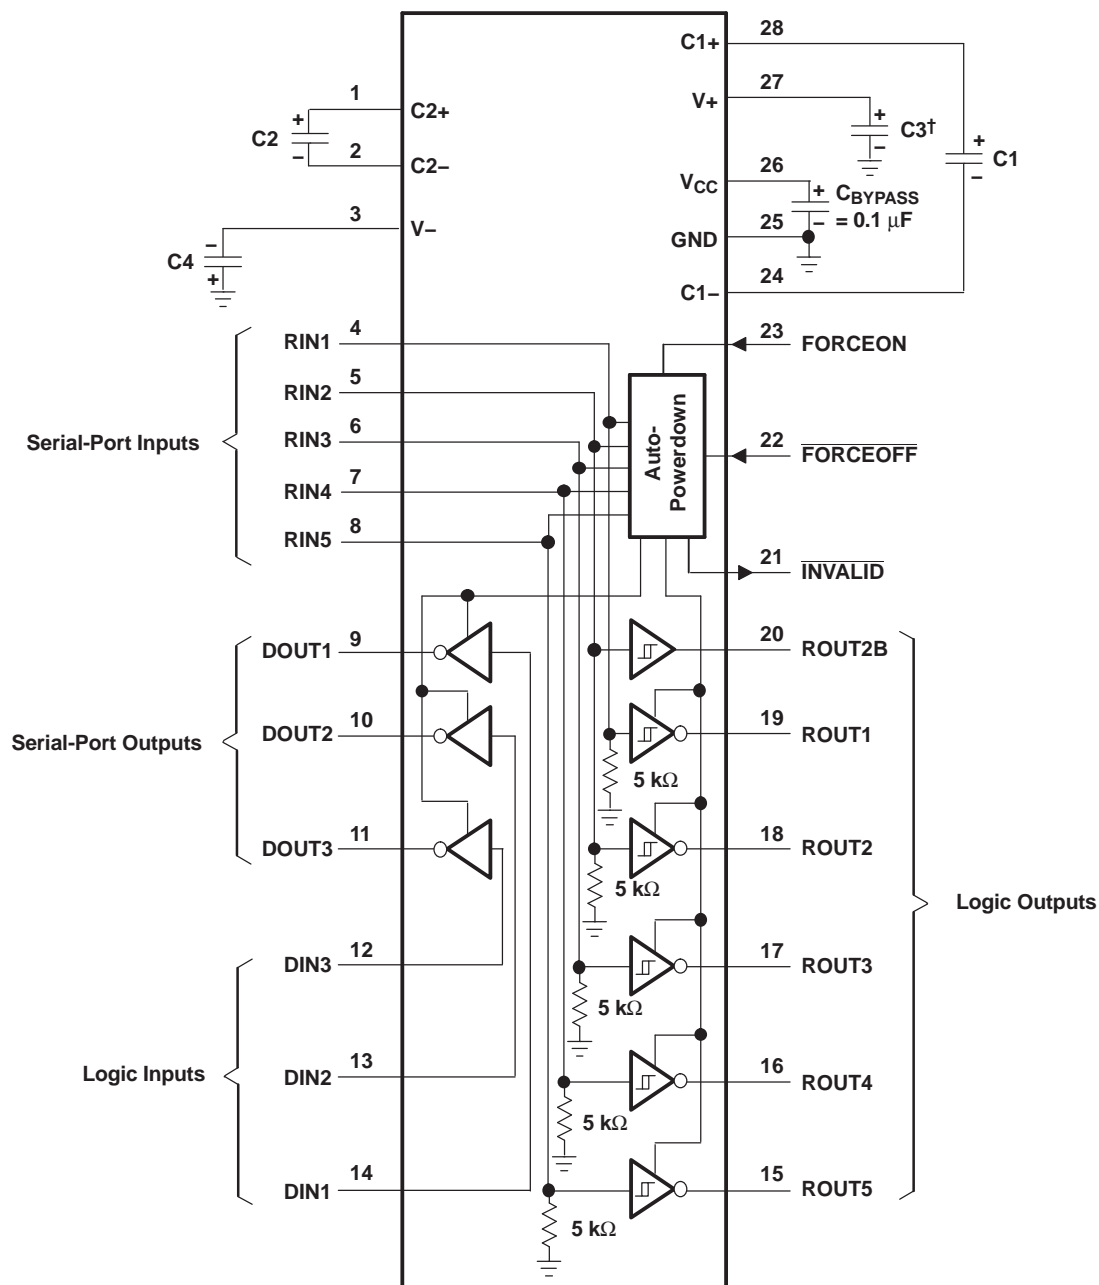 28
C1+
27
V+
+
C3†
–
+
C1
–
1
C2+
+
C2
–
2
C2–
26
VCC
+
CBYPASS
– = 0.1 μF
25
GND
3
V–
–
C4
+
24
C1–
23
FORCEON
22
FORCEOFF
21
INVALID
Auto-
Powerdown
Serial-Port Inputs
RIN1
4
RIN2
5
RIN3
6
RIN4
7
RIN5
8
Serial-Port Outputs
DOUT1
9
DOUT2
10
DOUT3
11
Logic Inputs
DIN3
12
DIN2
13
DIN1
14
20
ROUT2B
19
ROUT1
5 kΩ
18
ROUT2
5 kΩ
17
ROUT3
5 kΩ
16
ROUT4
5 kΩ
15
ROUT5
5 kΩ
Logic Outputs